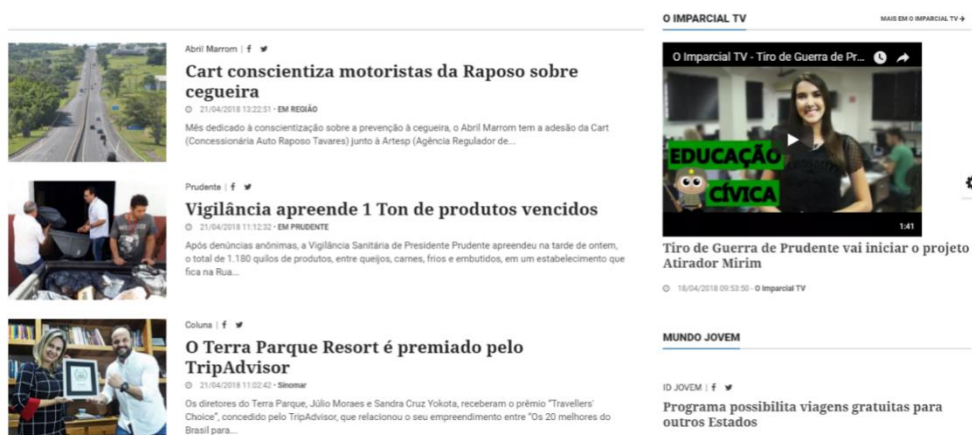 Abril Marrom |
Cart conscientiza motoristas da Raposo sobre
cegueira
21/04/2018 13:22:51 • EM REGIÃO
Mês dedicado à conscientização sobre a prevenção à cegueira, o Abril Marrom tem a adesão da Cart
(Concessionária Auto Raposo Tavares) junto à Artesp (Agência Regulador de...
Prudente |
Vigilância apreende 1 Ton de produtos vencidos
21/04/2018 11:12:32 • EM PRUDENTE
Após denúncias anônimas, a Vigilância Sanitária de Presidente Prudente apreendeu na tarde de ontem,
o total de 1.180 quilos de produtos, entre queijos, carnes, frios e embutidos, em um estabelecimento que
fica na Rua...
Coluna |
O Terra Parque Resort é premiado pelo
TripAdvisor
21/04/2018 11:02:42 • Sinomar
Os diretores do Terra Parque, Júlio Moraes e Sandra Cruz Yokota, receberam o prêmio "Travellers'
Choice", concedido pelo TripAdvisor, que relacionou o seu empreendimento entre "Os 20 melhores do
Brasil para...
O IMPARCIAL TV
MAIS EM O IMPARCIAL TV
O Imparcial TV - Tiro de Guerra de Pr...
EDUCAÇÃO
CÍVICA
1:41
Tiro de Guerra de Prudente vai iniciar o projeto
Atirador Mirim
18/04/2018 09:53:50 - O Imparcial TV
MUNDO JOVEM
ID JOVEM |
Programa possibilita viagens gratuitas para
outros Estados